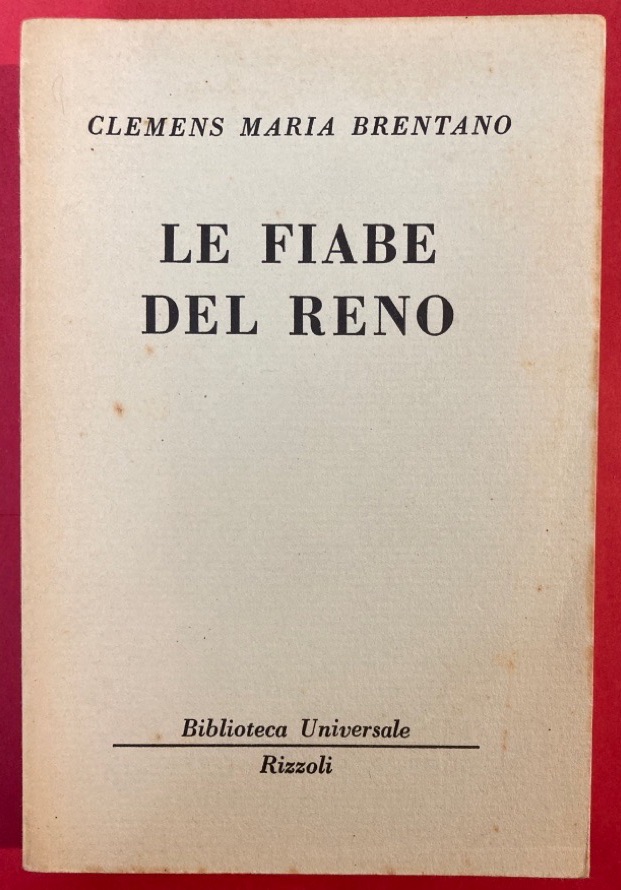 CLEMENS MARIA BRENTANO
LE FIABE
DEL RENO
Biblioteca Universale
Rizzoli